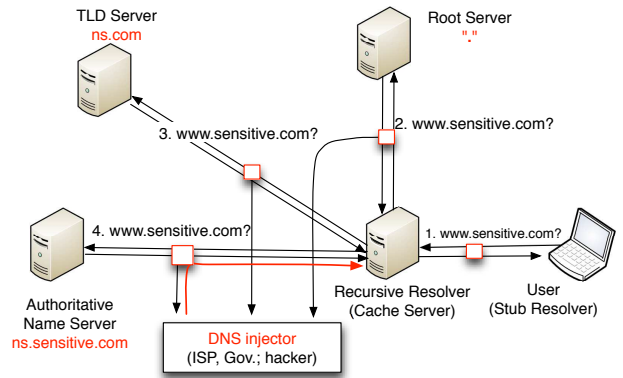 TLD Server
ns.com
Root Server
"."
3. www.sensitive.com?
2. www.sensitive.com?
4. www.sensitive.com?
1. www.sensitive.com?
Authoritative
Name Server
ns.sensitive.com
Recursive Resolver
(Cache Server)
User
(Stub Resolver)
DNS injector
(ISP, Gov.; hacker)